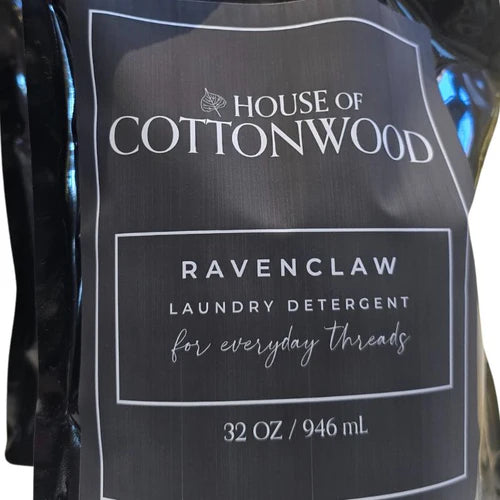 HOUSE OF
COTTONWOOD
RAVENCLAW
LAUNDRY DETERGENT
for everyday threads
32 OZ / 946 mL